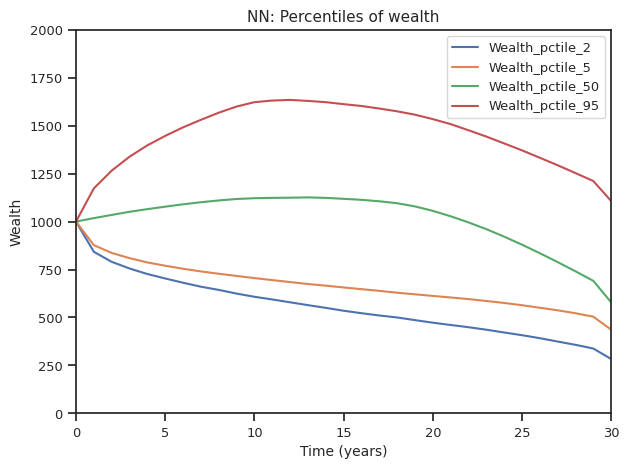 NN: Percentiles of wealth
Wealth
2000
1750
1500
1250
1000
750
500
250
0
Wealth_pctile_2
Wealth_pctile_5
Wealth_pctile_50
Wealth_pctile_95
0 5 10 15 20 25 30
Time (years)